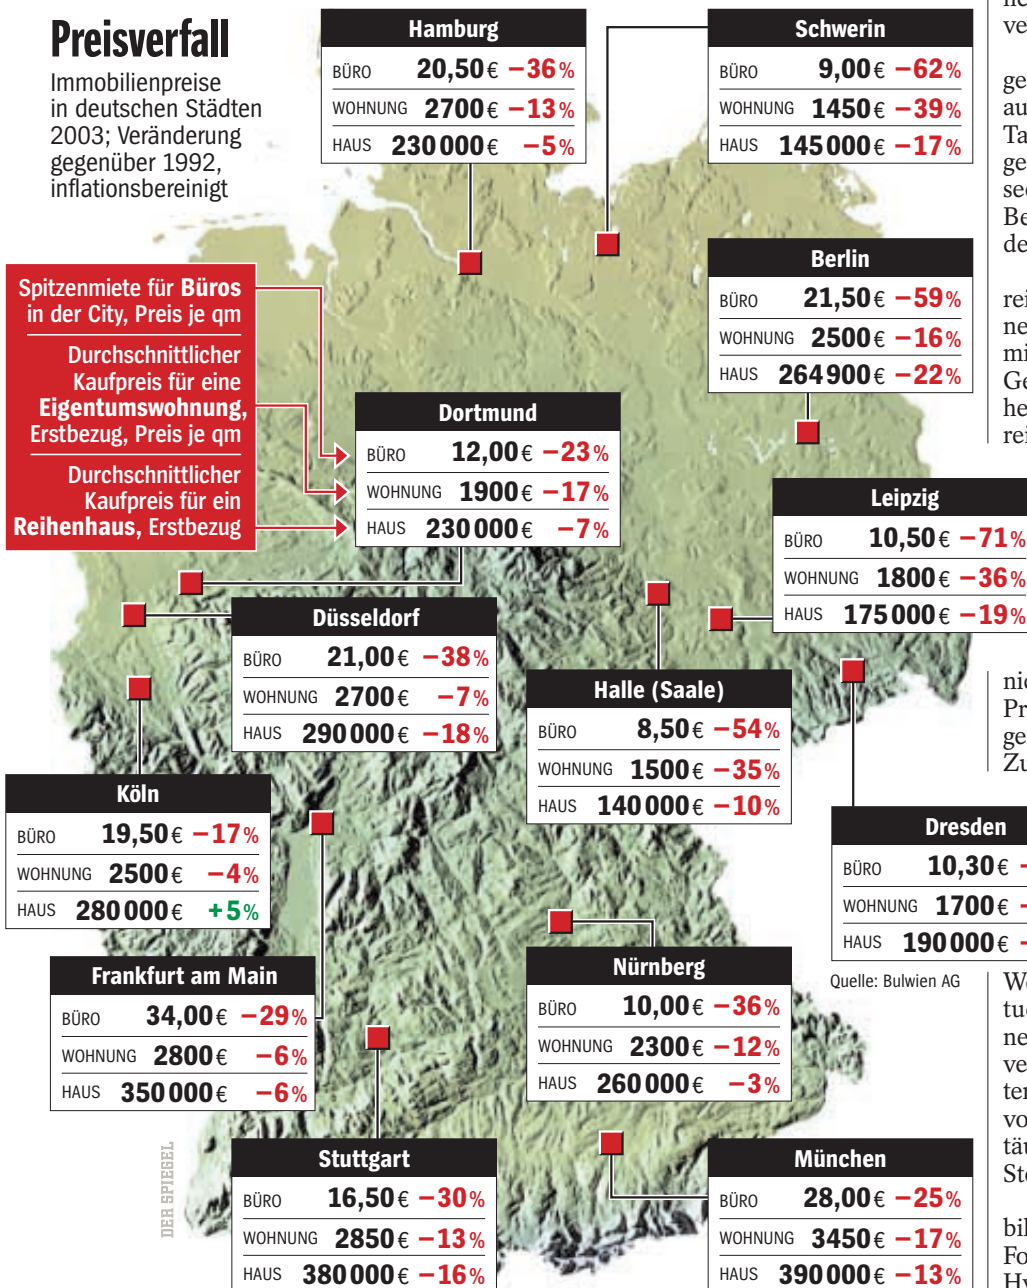 Preisverfall
Immobilienpreise
in deutschen Städten
2003; Veränderung
gegenüber 1992,
inflationsbereinigt
Hamburg
BÜRO 20,50 € –36 %
WOHNUNG 2700 € –13 %
HAUS 230 000 € –5 %
Schwerin
BÜRO 9,00 € –62 %
WOHNUNG 1450 € –39 %
HAUS 145 000 € –17 %
Berlin
BÜRO 21,50 € –59 %
WOHNUNG 2500 € –16 %
HAUS 264 900 € –22 %
Spitzenmiete für Büros
in der City, Preis je qm
Durchschnittlicher
Kaufpreis für eine
Eigentumswohnung,
Erstbezug, Preis je qm
Durchschnittlicher
Kaufpreis für ein
Reihenhaus, Erstbezug
Dortmund
BÜRO 12,00 € –23 %
WOHNUNG 1900 € –17 %
HAUS 230 000 € –7 %
Leipzig
BÜRO 10,50 € –71 %
WOHNUNG 1800 € –36 %
HAUS 175 000 € –19 %
Düsseldorf
BÜRO 21,00 € –38 %
WOHNUNG 2700 € –7 %
HAUS 290 000 € –18 %
Halle (Saale)
BÜRO 8,50 € –54 %
WOHNUNG 1500 € –35 %
HAUS 140 000 € –10 %
Köln
BÜRO 19,50 € –17 %
WOHNUNG 2500 € –4 %
HAUS 280 000 € +5 %
Dresden
BÜRO 10,30 € –
WOHNUNG 1700 € –
HAUS 190 000 € –
Quelle: Bulwien AG
Frankfurt am Main
BÜRO 34,00 € –29 %
WOHNUNG 2800 € –6 %
HAUS 350 000 € –6 %
Nürnberg
BÜRO 10,00 € –36 %
WOHNUNG 2300 € –12 %
HAUS 260 000 € –3 %
Stuttgart
BÜRO 16,50 € –30 %
WOHNUNG 2850 € –13 %
HAUS 380 000 € –16 %
München
BÜRO 28,00 € –25 %
WOHNUNG 3450 € –17 %
HAUS 390 000 € –13 %
DER SPIEGEL